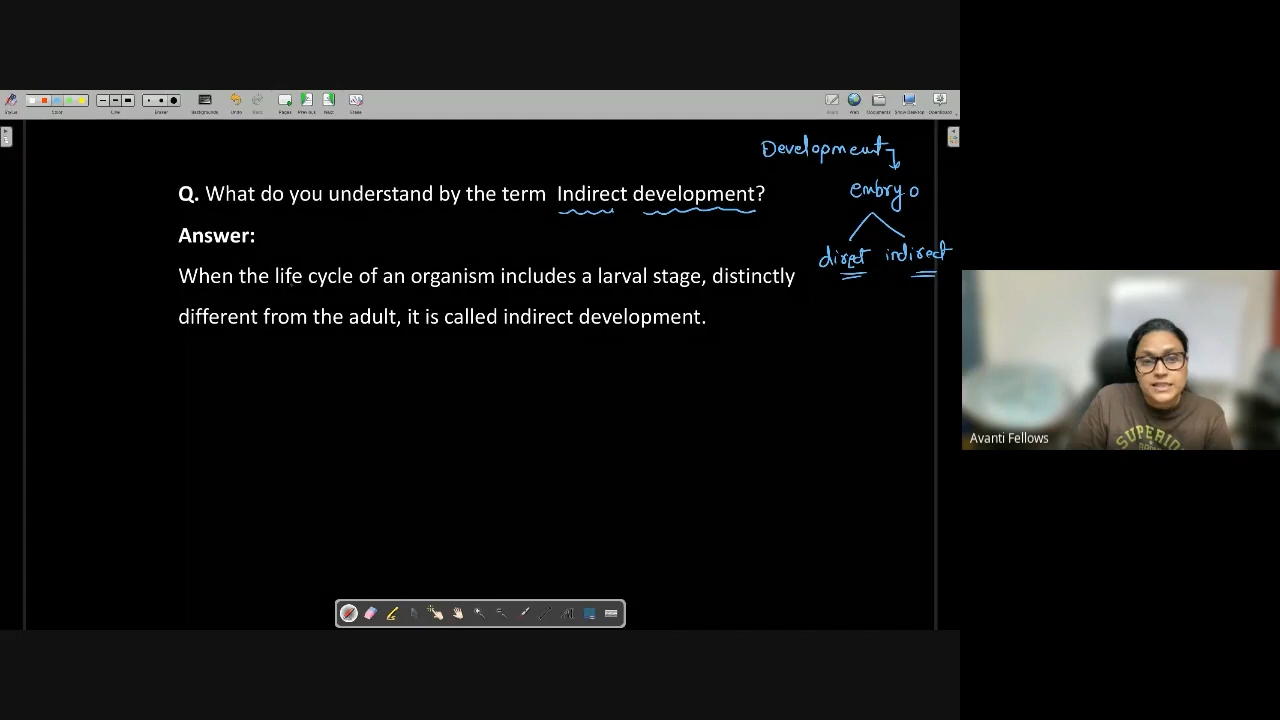 Development
Q. What do you understand by the term Indirect development?
embryo
Answer:
direct indirect
When the life cycle of an organism includes a larval stage, distinctly
different from the adult, it is called indirect development.
SUPERIO
Avanti Fellows